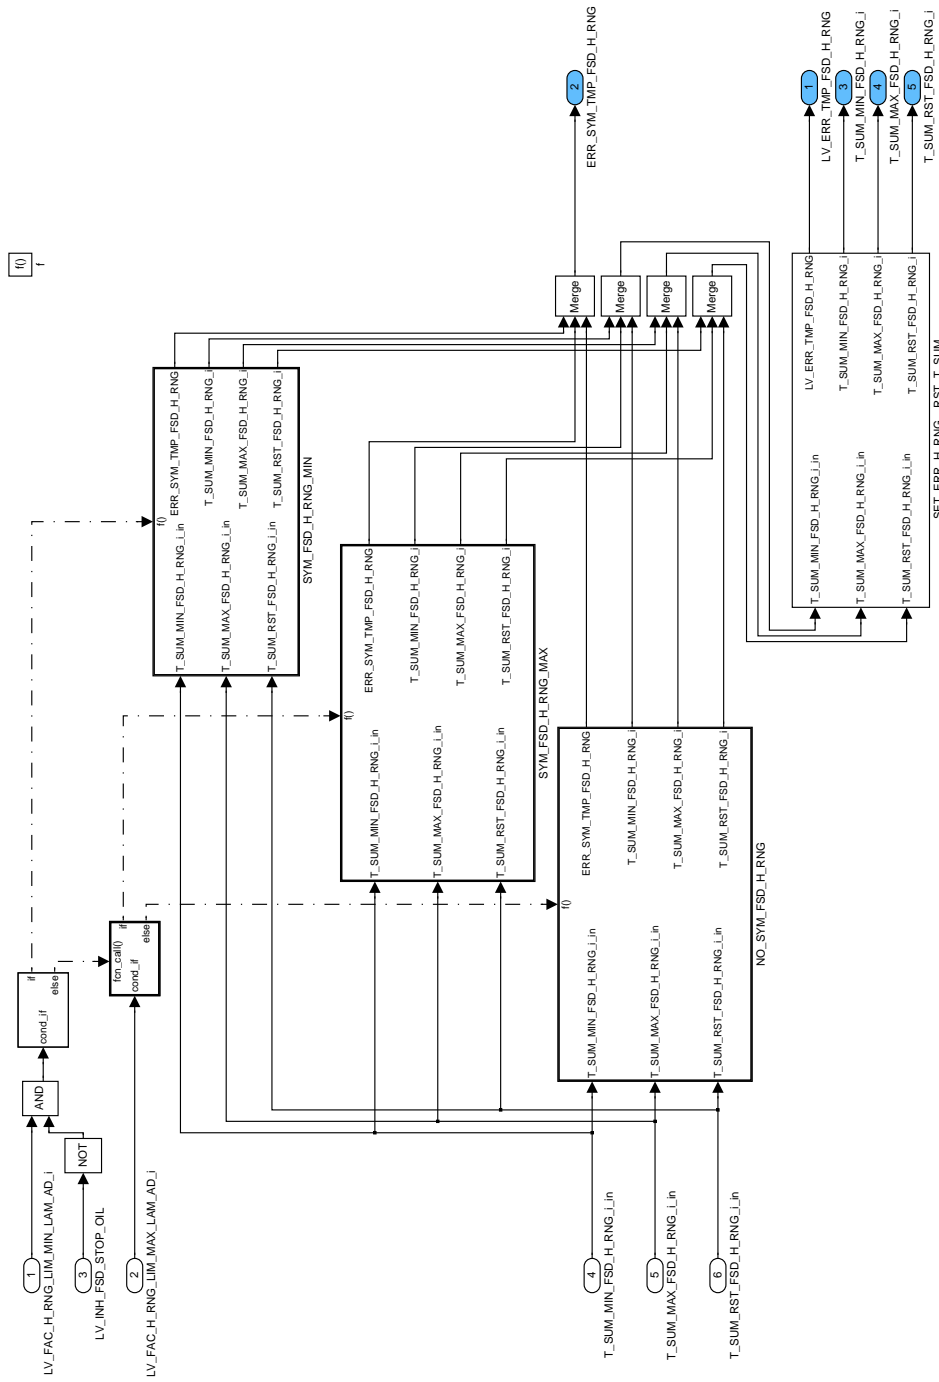 f()
f
1
LV_FAC_H_RNG_LIM_MIN_LAM_AD_i
3
LV_INH_FSD_STOP_OIL
2
LV_FAC_H_RNG_LIM_MAX_LAM_AD_i
NOT
AND
cond_if
if
else
fcn_call()
cond_if
if
else
f()
T_SUM_MIN_FSD_H_RNG_i_in
T_SUM_MAX_FSD_H_RNG_i_in
T_SUM_RST_FSD_H_RNG_i_in
ERR_SYM_TMP_FSD_H_RNG
T_SUM_MIN_FSD_H_RNG_i
T_SUM_MAX_FSD_H_RNG_i
T_SUM_RST_FSD_H_RNG_i
SYM_FSD_H_RNG_MIN
f()
T_SUM_MIN_FSD_H_RNG_i_in
T_SUM_MAX_FSD_H_RNG_i_in
T_SUM_RST_FSD_H_RNG_i_in
ERR_SYM_TMP_FSD_H_RNG
T_SUM_MIN_FSD_H_RNG_i
T_SUM_MAX_FSD_H_RNG_i
T_SUM_RST_FSD_H_RNG_i
SYM_FSD_H_RNG_MAX
f()
T_SUM_MIN_FSD_H_RNG_i_in
T_SUM_MAX_FSD_H_RNG_i_in
T_SUM_RST_FSD_H_RNG_i_in
ERR_SYM_TMP_FSD_H_RNG
T_SUM_MIN_FSD_H_RNG_i
T_SUM_MAX_FSD_H_RNG_i
T_SUM_RST_FSD_H_RNG_i
NO_SYM_FSD_H_RNG
4
T_SUM_MIN_FSD_H_RNG_i_in
5
T_SUM_MAX_FSD_H_RNG_i_in
6
T_SUM_RST_FSD_H_RNG_i_in
Merge
Merge
Merge
Merge
2
ERR_SYM_TMP_FSD_H_RNG
T_SUM_MIN_FSD_H_RNG_i_in
T_SUM_MAX_FSD_H_RNG_i_in
T_SUM_RST_FSD_H_RNG_i_in
LV_ERR_TMP_FSD_H_RNG
T_SUM_MIN_FSD_H_RNG_i
T_SUM_MAX_FSD_H_RNG_i
T_SUM_RST_FSD_H_RNG_i
SET_ERR_H_RNG__RST_T_SUM
1
LV_ERR_TMP_FSD_H_RNG
3
T_SUM_MIN_FSD_H_RNG_i
4
T_SUM_MAX_FSD_H_RNG_i
5
T_SUM_RST_FSD_H_RNG_i